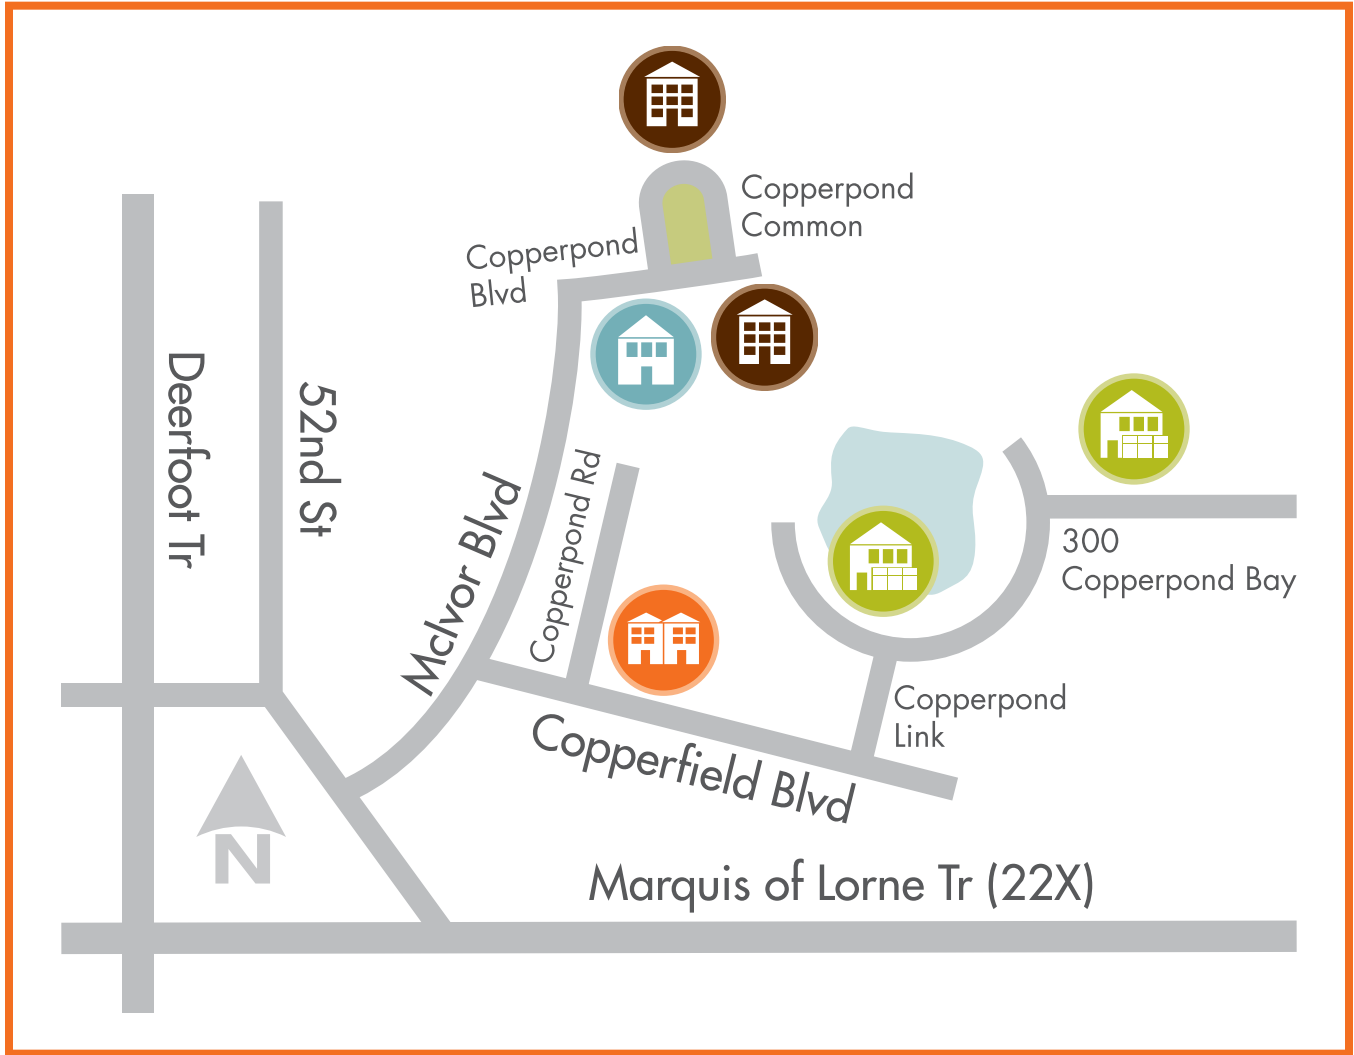 Copperpond
Common
Copperpond
Blvd
Deerfoot Tr
52nd St
McIvor Blvd
Copperpond Rd
300
Copperpond Bay
Copperpond
Link
Copperfield Blvd
N
Marquis of Lorne Tr (22X)